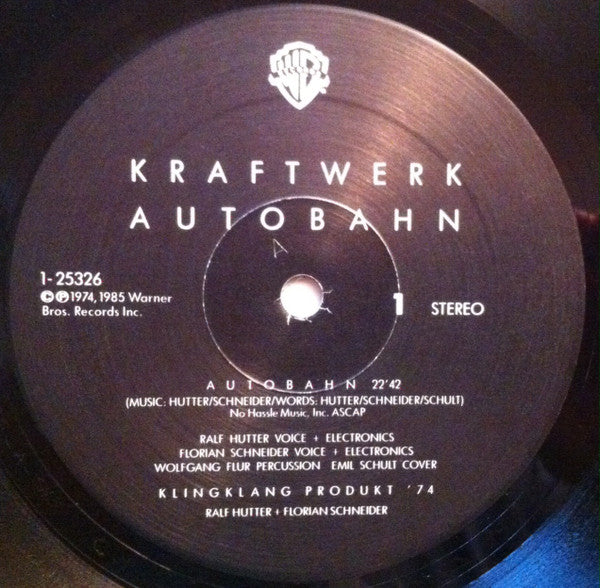 KRAFTWERK
AUTOBAHN
A
1-25326
©℗1974, 1985 Warner
Bros. Records Inc.
1 STEREO
AUTOBAHN 22'42
(MUSIC: HUTTER/SCHNEIDER/WORDS: HUTTER/SCHNEIDER/SCHULT)
No Hassle Music, Inc. ASCAP
RALF HUTTER VOICE + ELECTRONICS
FLORIAN SCHNEIDER VOICE + ELECTRONICS
WOLFGANG FLUR PERCUSSION EMIL SCHULT COVER
KLINGKLANG PRODUKT '74
RALF HUTTER + FLORIAN SCHNEIDER